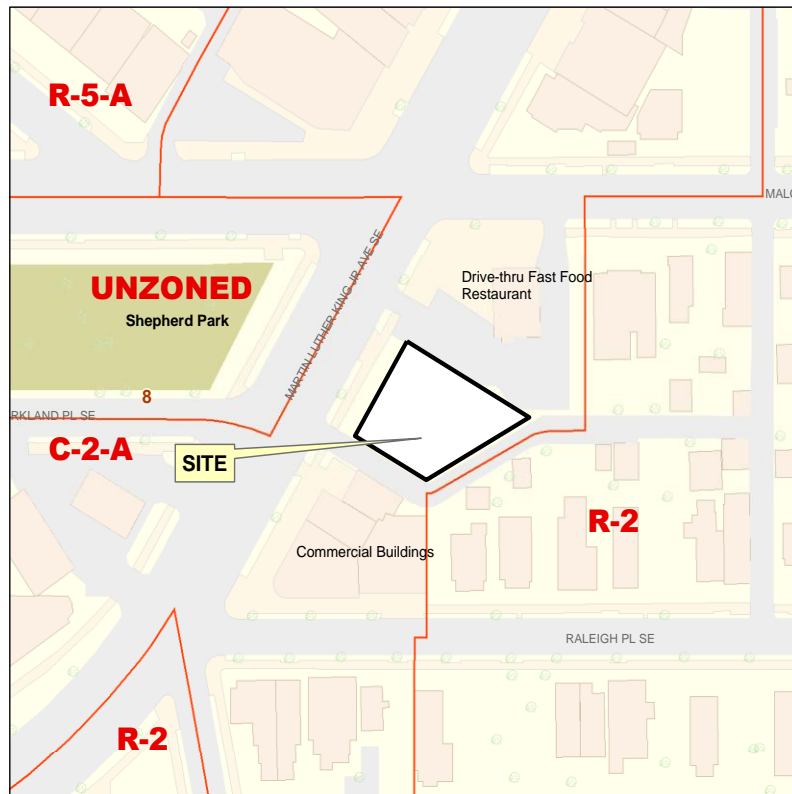 R-5-A
MALC
Drive-thru Fast Food
Restaurant
UNZONED
Shepherd Park
MARTIN LUTHER KING JR AVE SE
8
RKLAND PL SE
C-2-A
SITE
R-2
Commercial Buildings
RALEIGH PL SE
R-2